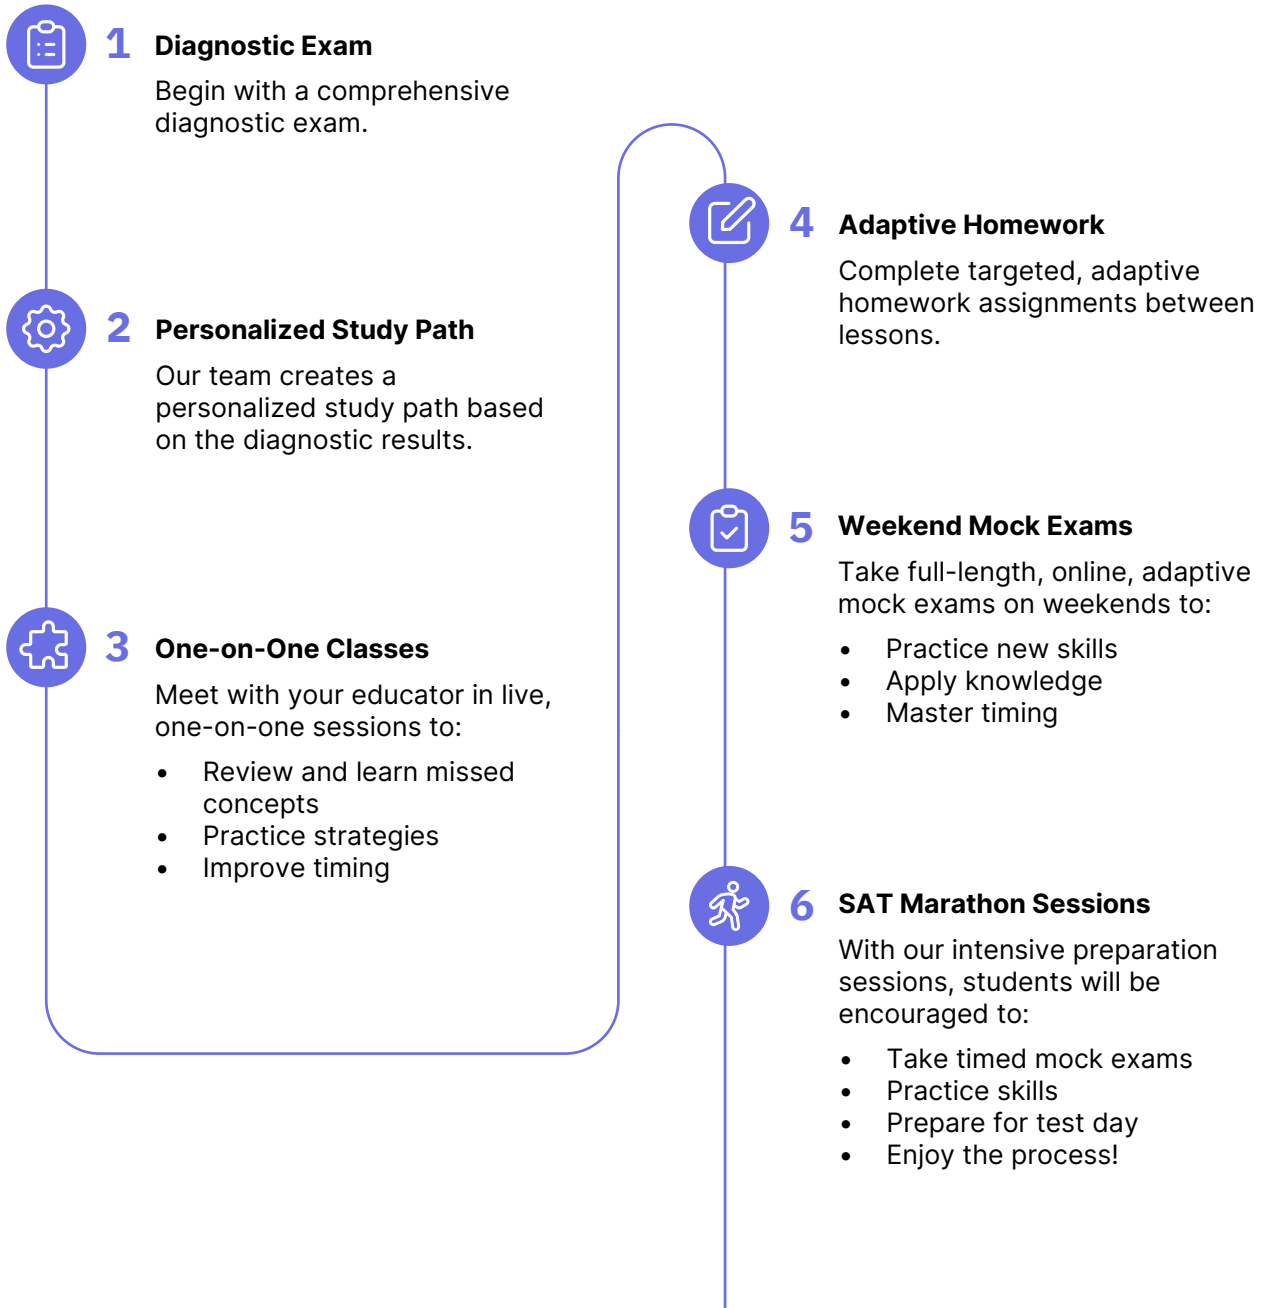 1 Diagnostic Exam
Begin with a comprehensive
diagnostic exam.
2 Personalized Study Path
Our team creates a
personalized study path based
on the diagnostic results.
3 One-on-One Classes
Meet with your educator in live,
one-on-one sessions to:
• Review and learn missed
concepts
• Practice strategies
• Improve timing
4 Adaptive Homework
Complete targeted, adaptive
homework assignments between
lessons.
5 Weekend Mock Exams
Take full-length, online, adaptive
mock exams on weekends to:
• Practice new skills
• Apply knowledge
• Master timing
6 SAT Marathon Sessions
With our intensive preparation
sessions, students will be
encouraged to:
• Take timed mock exams
• Practice skills
• Prepare for test day
• Enjoy the process!